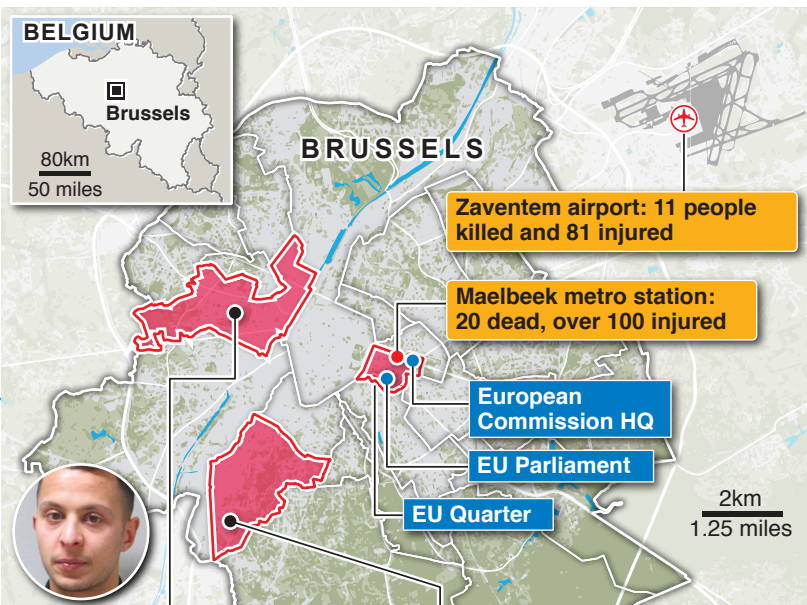 BELGIUM
Brussels
80km
50 miles
BRUSSELS
Zaventem airport: 11 people
killed and 81 injured
Maelbeek metro station:
20 dead, over 100 injured
European
Commission HQ
EU Parliament
EU Quarter
2km
1.25 miles